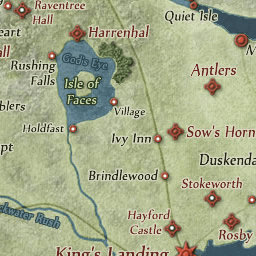 Raventree
Hall
Quiet Isle
Harrenhal
Rushing
Falls
God's Eye
Isle of
Faces
Antlers
Village
Holdfast
Ivy Inn
Sow's Horn
Duskenda
Brindlewood
Stokeworth
Hayford
Castle
Rosby
King's Landing